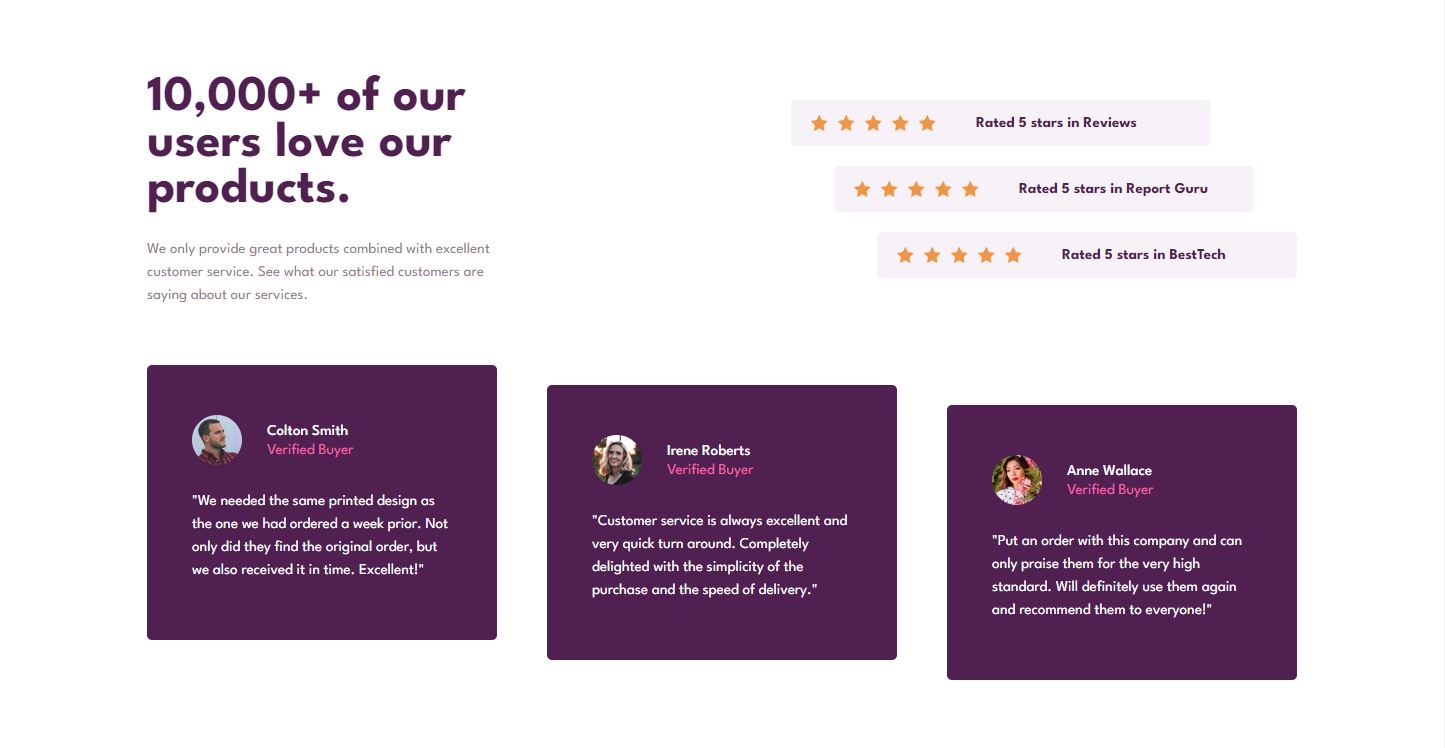 10,000+ of our
users love our
products.
We only provide great products combined with excellent
customer service. See what our satisfied customers are
saying about our services.
Rated 5 stars in Reviews
Rated 5 stars in Report Guru
Rated 5 stars in BestTech
Colton Smith
Verified Buyer
"We needed the same printed design as
the one we had ordered a week prior. Not
only did they find the original order, but
we also received it in time. Excellent!"
Irene Roberts
Verified Buyer
"Customer service is always excellent and
very quick turn around. Completely
delighted with the simplicity of the
purchase and the speed of delivery."
Anne Wallace
Verified Buyer
"Put an order with this company and can
only praise them for the very high
standard. Will definitely use them again
and recommend them to everyone!"